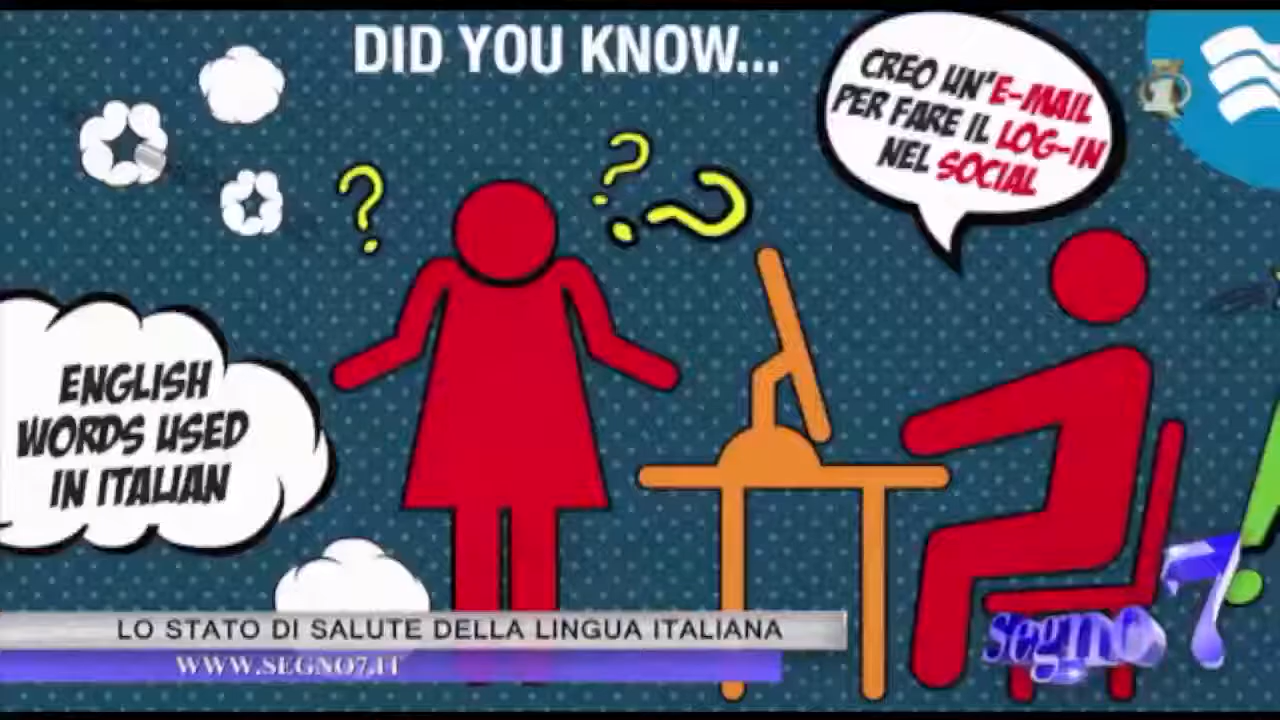 DID YOU KNOW...
CREO UN'E-MAIL
PER FARE IL LOG-IN
NEL SOCIAL
ENGLISH
WORDS USED
IN ITALIAN
LO STATO DI SALUTE DELLA LINGUA ITALIANA
WWW.SEGNO7.IT
segno 7